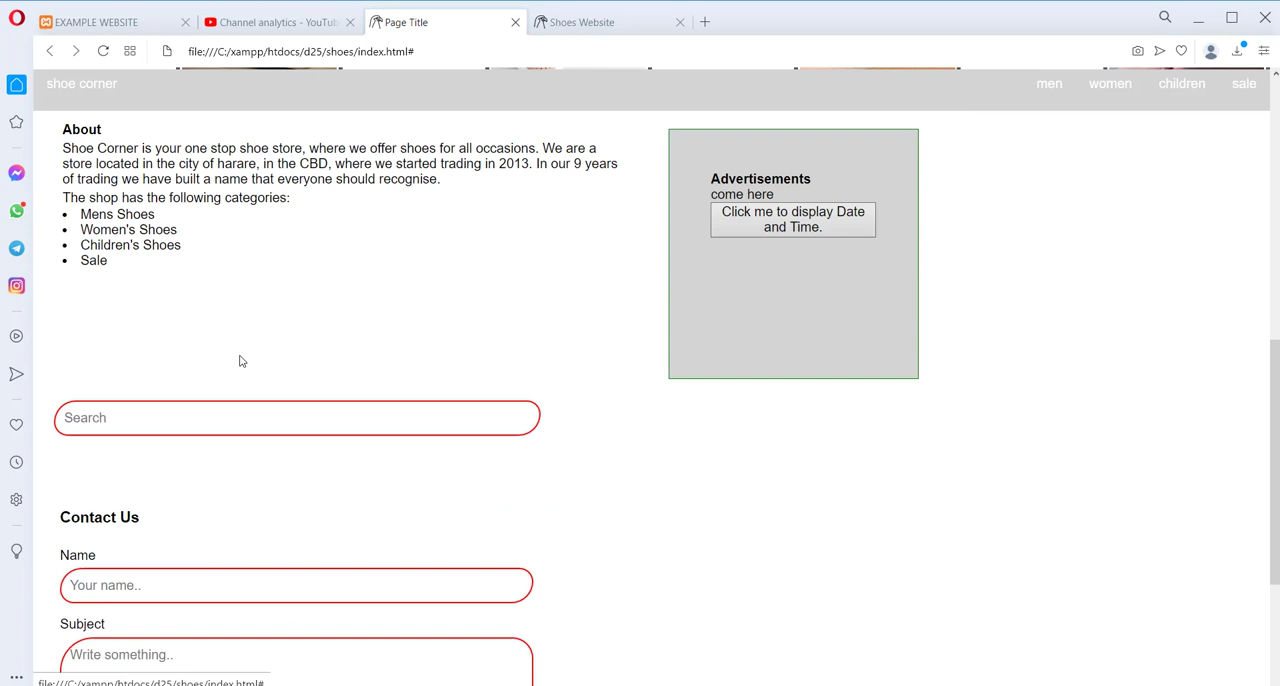 EXAMPLE WEBSITE
Channel analytics - YouTub
Page Title
Shoes Website
file:///C:/xampp/htdocs/d25/shoes/index.html#
shoe corner
men women children sale
About
Shoe Corner is your one stop shoe store, where we offer shoes for all occasions. We are a
store located in the city of harare, in the CBD, where we started trading in 2013. In our 9 years
of trading we have built a name that everyone should recognise.
The shop has the following categories:
• Mens Shoes
• Women's Shoes
• Children's Shoes
• Sale
Advertisements
come here
Click me to display Date
and Time.
Search
Contact Us
Name
Your name..
Subject
Write something..
file:///C:/xampp/htdocs/d25/shoes/index.html#